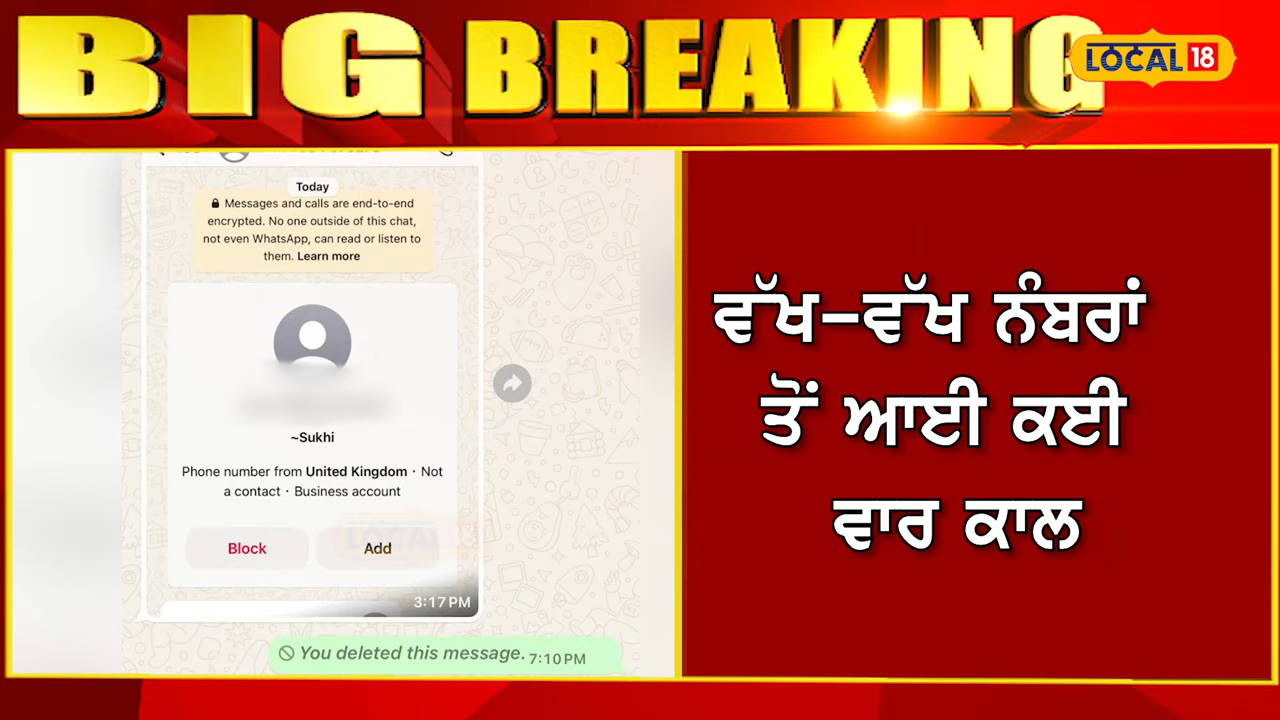 BIG BREAKING
LOCAL 18
Today
Messages and calls are end-to-end
encrypted. No one outside of this chat,
not even WhatsApp, can read or listen to
them. Learn more
~Sukhi
Phone number from United Kingdom · Not
a contact · Business account
Block
Add
LOCAL 18
3:17 PM
You deleted this message. 7:10 PM
ਵੱਖ-ਵੱਖ ਨੰਬਰਾਂ
ਤੋਂ ਆਈ ਕਈ
ਵਾਰ ਕਾਲ